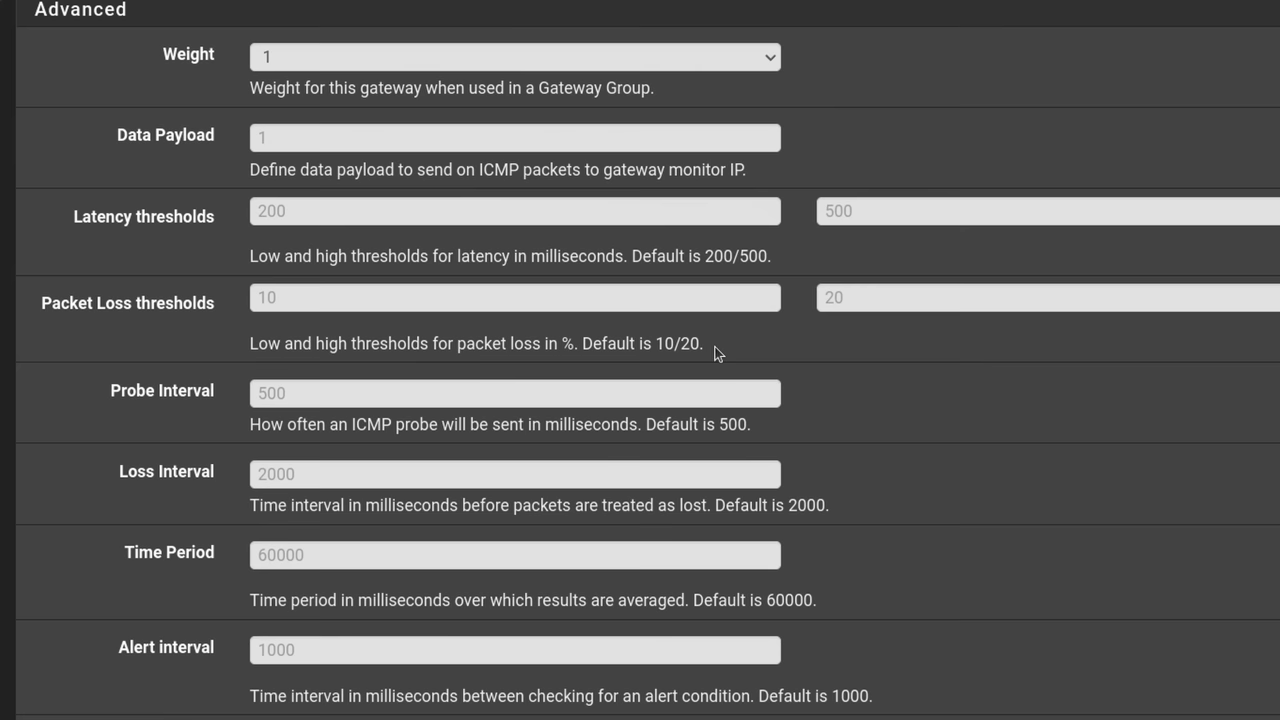 Advanced
Weight
1
Weight for this gateway when used in a Gateway Group.
Data Payload
1
Define data payload to send on ICMP packets to gateway monitor IP.
Latency thresholds
200
500
Low and high thresholds for latency in milliseconds. Default is 200/500.
Packet Loss thresholds
10
20
Low and high thresholds for packet loss in %. Default is 10/20.
Probe Interval
500
How often an ICMP probe will be sent in milliseconds. Default is 500.
Loss Interval
2000
Time interval in milliseconds before packets are treated as lost. Default is 2000.
Time Period
60000
Time period in milliseconds over which results are averaged. Default is 60000.
Alert interval
1000
Time interval in milliseconds between checking for an alert condition. Default is 1000.